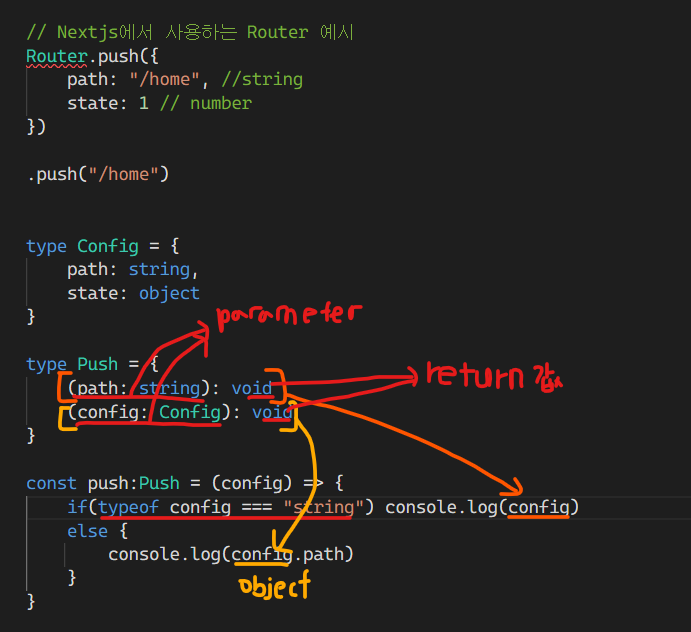 // Nextjs에서 사용하는 Router 예시
Router.push({
    path: "/home", //string
    state: 1 // number
})
.push("/home")
type Config = {
    path: string,
    state: object
}
parameter
type Push = {
    (path: string): void
return 값
    (config: Config): void
}
const push:Push = (config) => {
    if(typeof config === "string") console.log(config)
    else {
        console.log(config.path)
    }
object
}